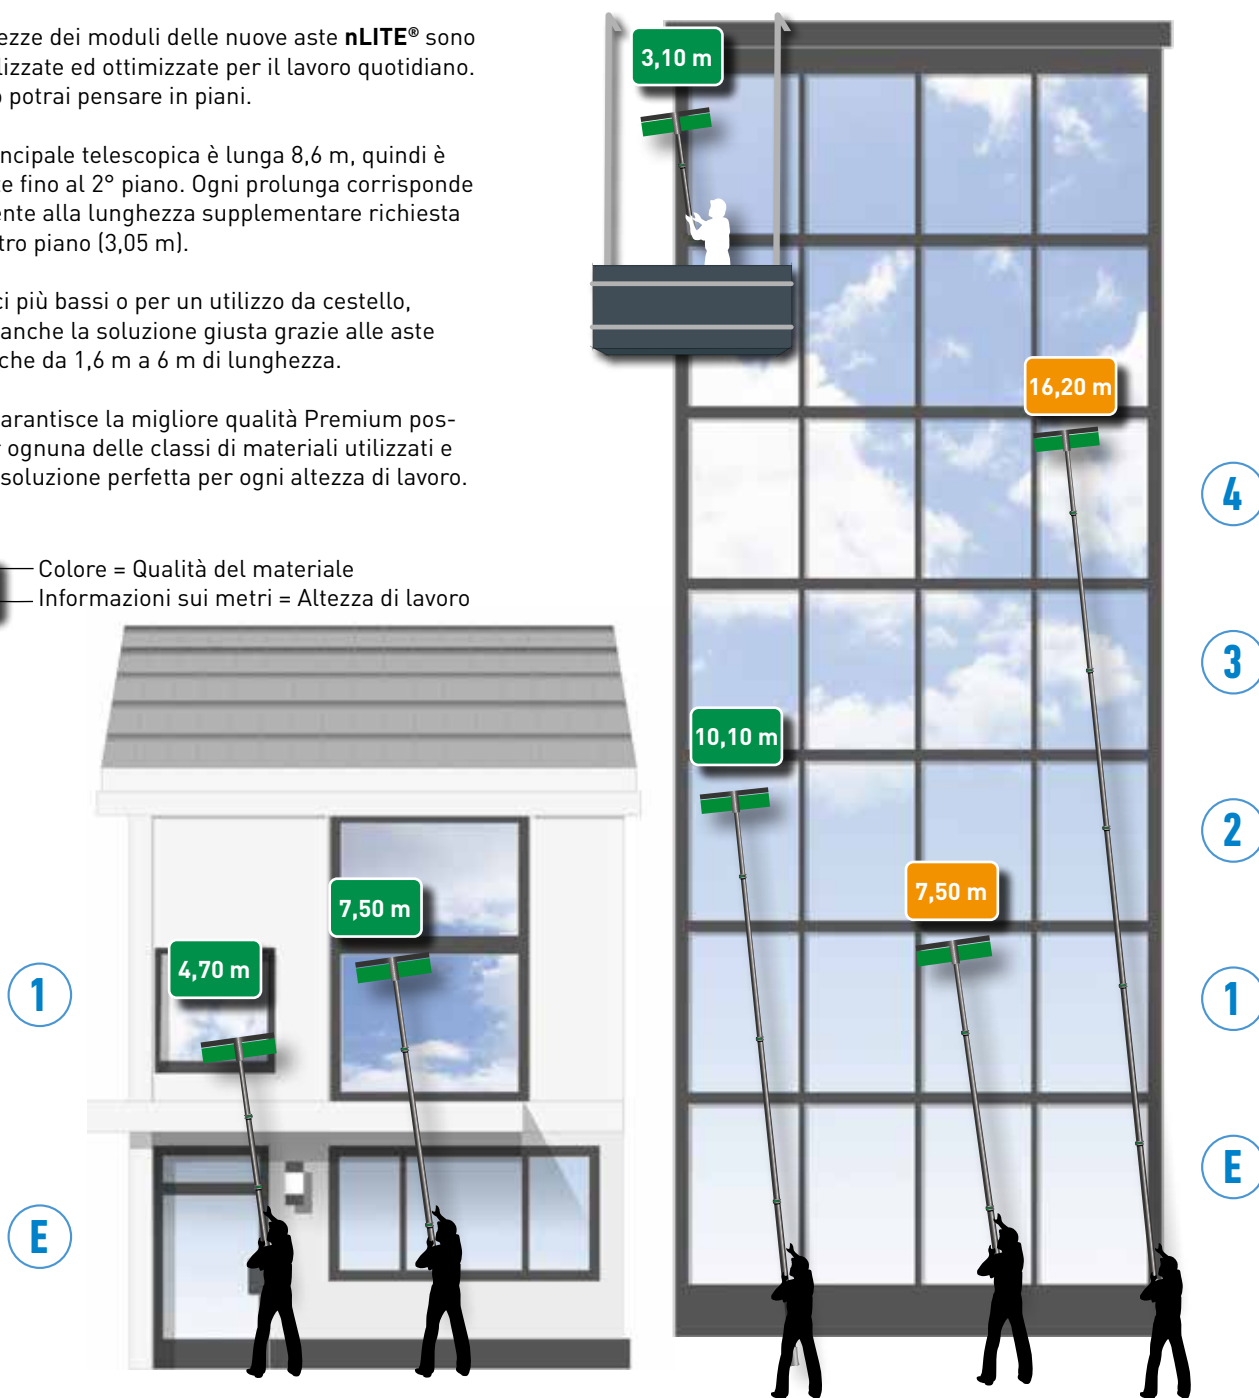 ezze dei moduli delle nuove aste nLITE® sono
lizzate ed ottimizzate per il lavoro quotidiano.
o potrai pensare in piani.
ncipale telescopica è lunga 8,6 m, quindi è
te fino al 2° piano. Ogni prolunga corrisponde
ente alla lunghezza supplementare richiesta
tro piano (3,05 m).
ci più bassi o per un utilizzo da cestello,
anche la soluzione giusta grazie alle aste
che da 1,6 m a 6 m di lunghezza.
arantisce la migliore qualità Premium pos-
r ognuna delle classi di materiali utilizzati e
soluzione perfetta per ogni altezza di lavoro.
Colore = Qualità del materiale
Informazioni sui metri = Altezza di lavoro
3,10 m
16,20 m
10,10 m
7,50 m
7,50 m
4,70 m
1
E
4
3
2
1
E